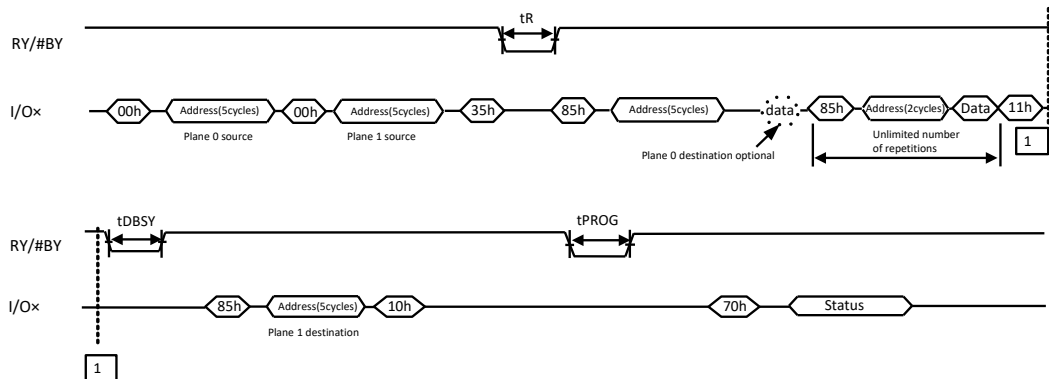 tR
RY/#BY
I/O×
00h Address(5cycles) 00h Address(5cycles) 35h 85h Address(5cycles) data 85h Address(2cycles) Data 11h
Plane 0 source
Plane 1 source
Plane 0 destination optional
Unlimited number
of repetitions
1
tDBSY
tPROG
RY/#BY
I/O×
85h Address(5cycles) 10h 70h Status
Plane 1 destination
1